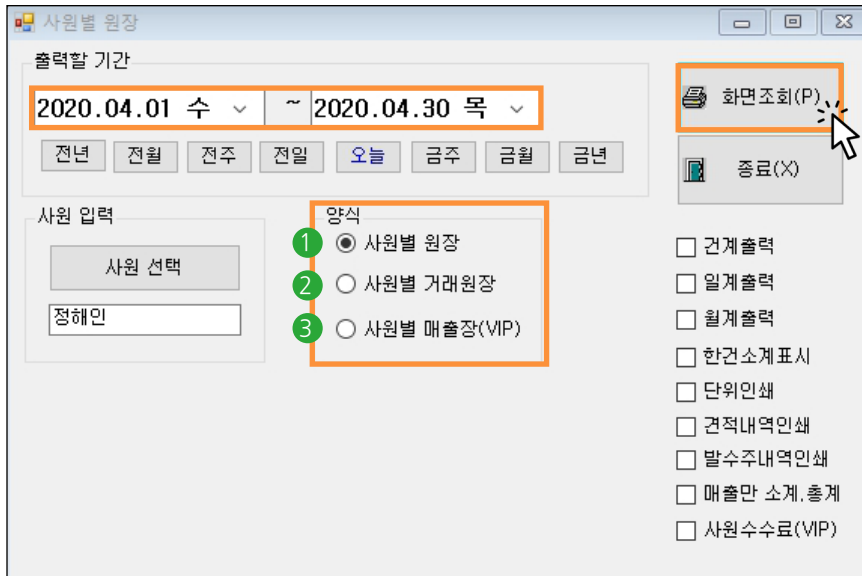 사원별 원장
출력할 기간
2020.04.01 수 ~ 2020.04.30 목
전년 전월 전주 전일 오늘 금주 금월 금년
화면조회(P)
종료(X)
사원 입력
사원 선택
정해인
양식
1 사원별 원장
2 사원별 거래원장
3 사원별 매출장(VIP)
건계출력
일계출력
월계출력
한건소계표시
단위인쇄
견적내역인쇄
발수주내역인쇄
매출만 소계,총계
사원수수료(VIP)